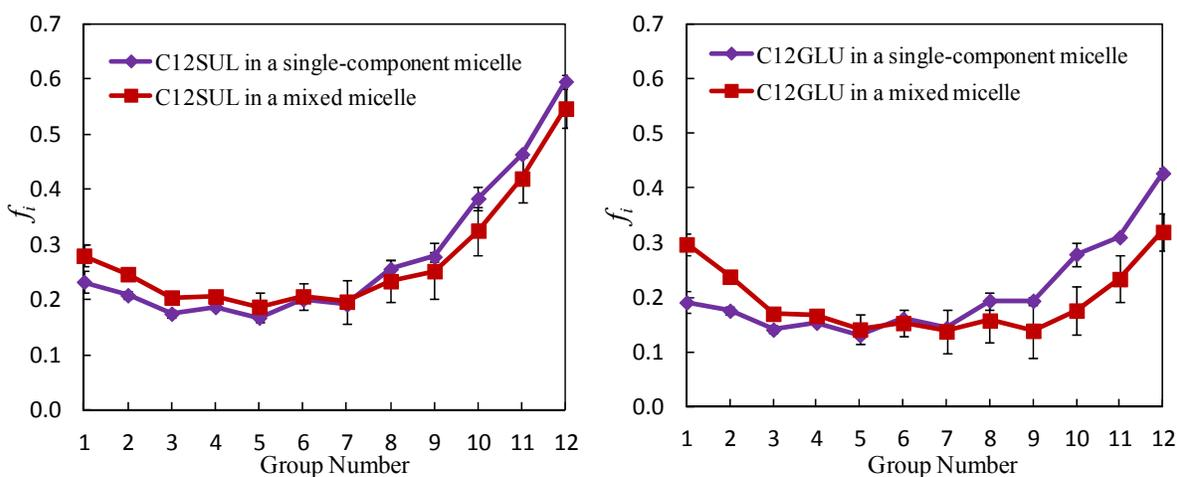 0.7
0.6
0.5
0.4
0.3
0.2
0.1
0.0
fi
C12SUL in a single-component micelle
C12SUL in a mixed micelle
1 2 3 4 5 6 7 8 9 10 11 12
Group Number
0.7
0.6
0.5
0.4
0.3
0.2
0.1
0.0
fi
C12GLU in a single-component micelle
C12GLU in a mixed micelle
1 2 3 4 5 6 7 8 9 10 11 12
Group Number